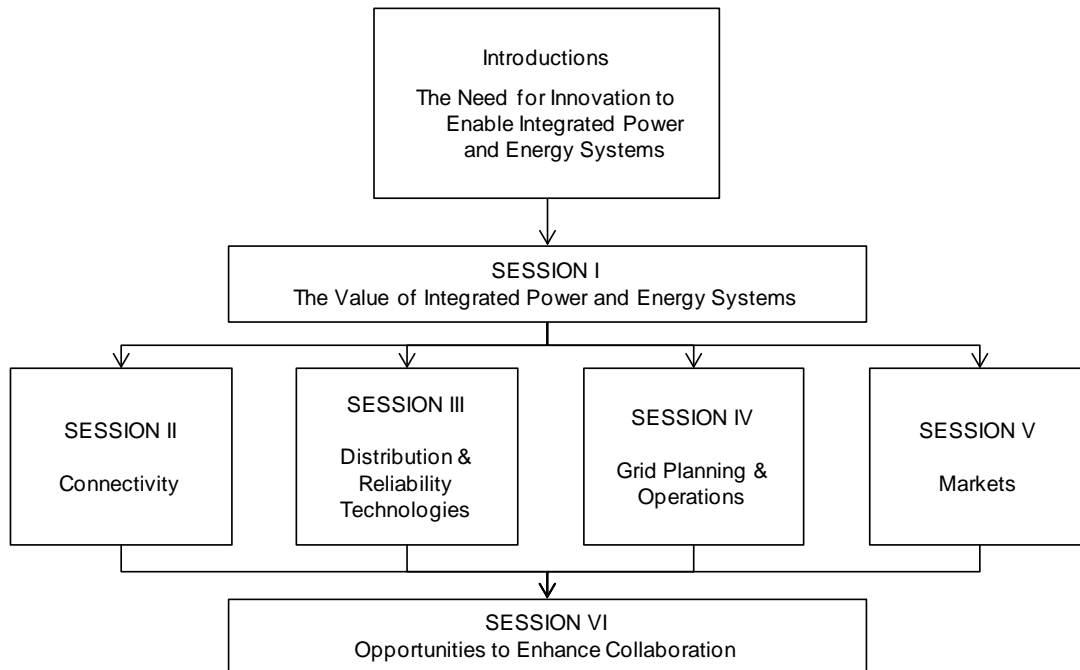 Introductions
The Need for Innovation to
Enable Integrated Power
and Energy Systems
SESSION I
The Value of Integrated Power and Energy Systems
SESSION II
Connectivity
SESSION III
Distribution &
Reliability
Technologies
SESSION IV
Grid Planning &
Operations
SESSION V
Markets
SESSION VI
Opportunities to Enhance Collaboration